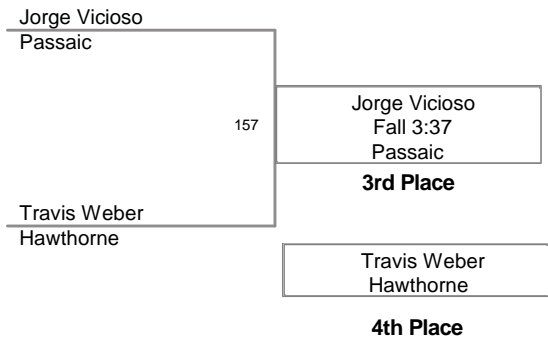 Jorge Vicioso
Passaic
157
Jorge Vicioso
Fall 3:37
Passaic
3rd Place
Travis Weber
Hawthorne
Travis Weber
Hawthorne
4th Place